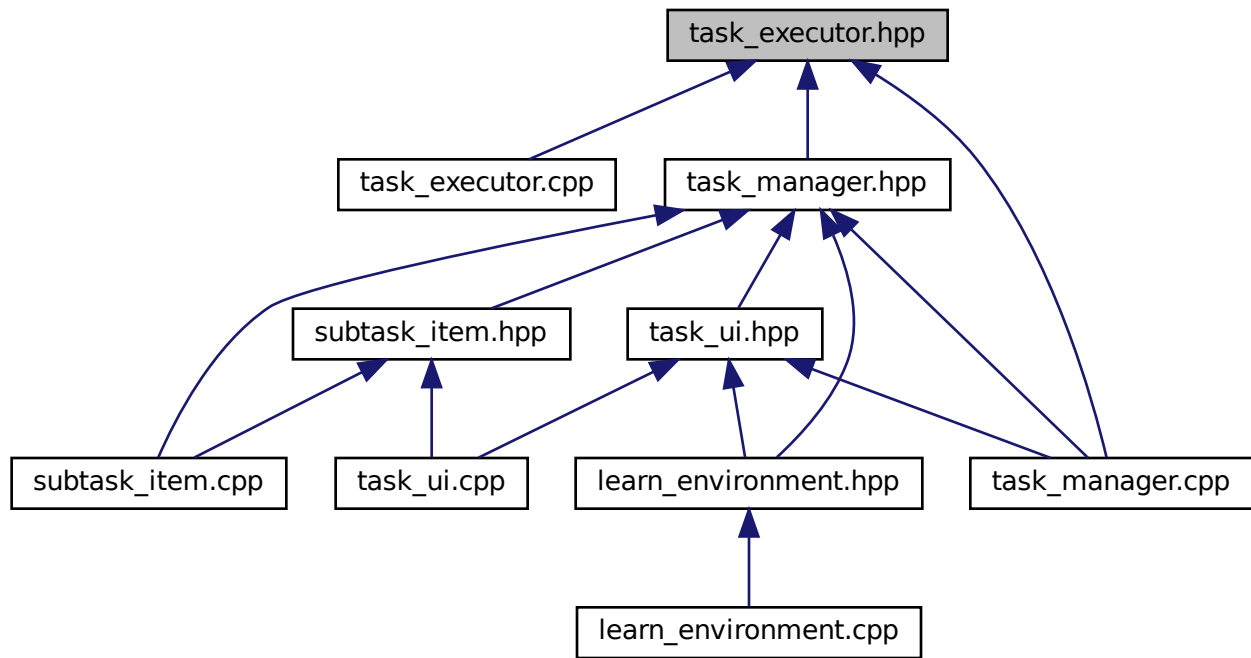 task_executor.hpp
task_executor.cpp
task_manager.hpp
subtask_item.hpp
task_ui.hpp
subtask_item.cpp
task_ui.cpp
learn_environment.hpp
task_manager.cpp
learn_environment.cpp